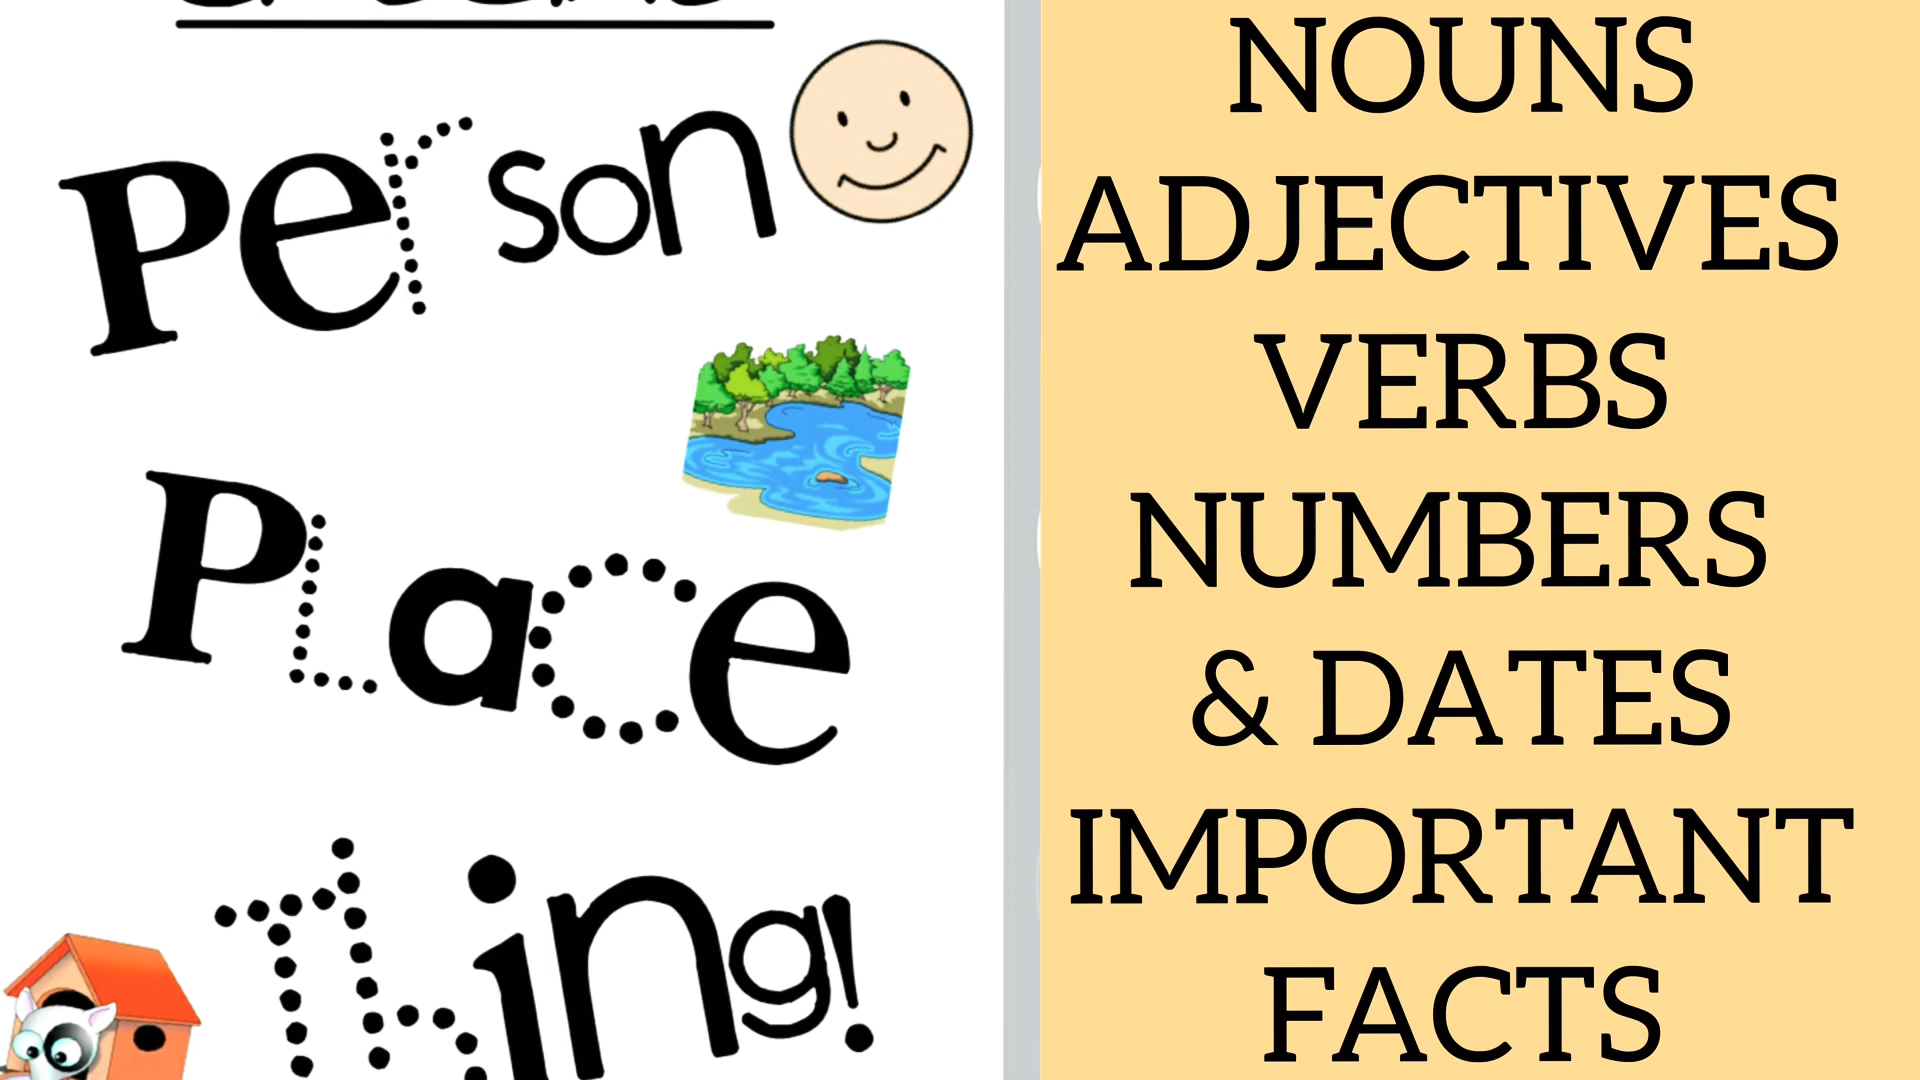 Person
Place
Thing!
NOUNS
ADJECTIVES
VERBS
NUMBERS
& DATES
IMPORTANT
FACTS